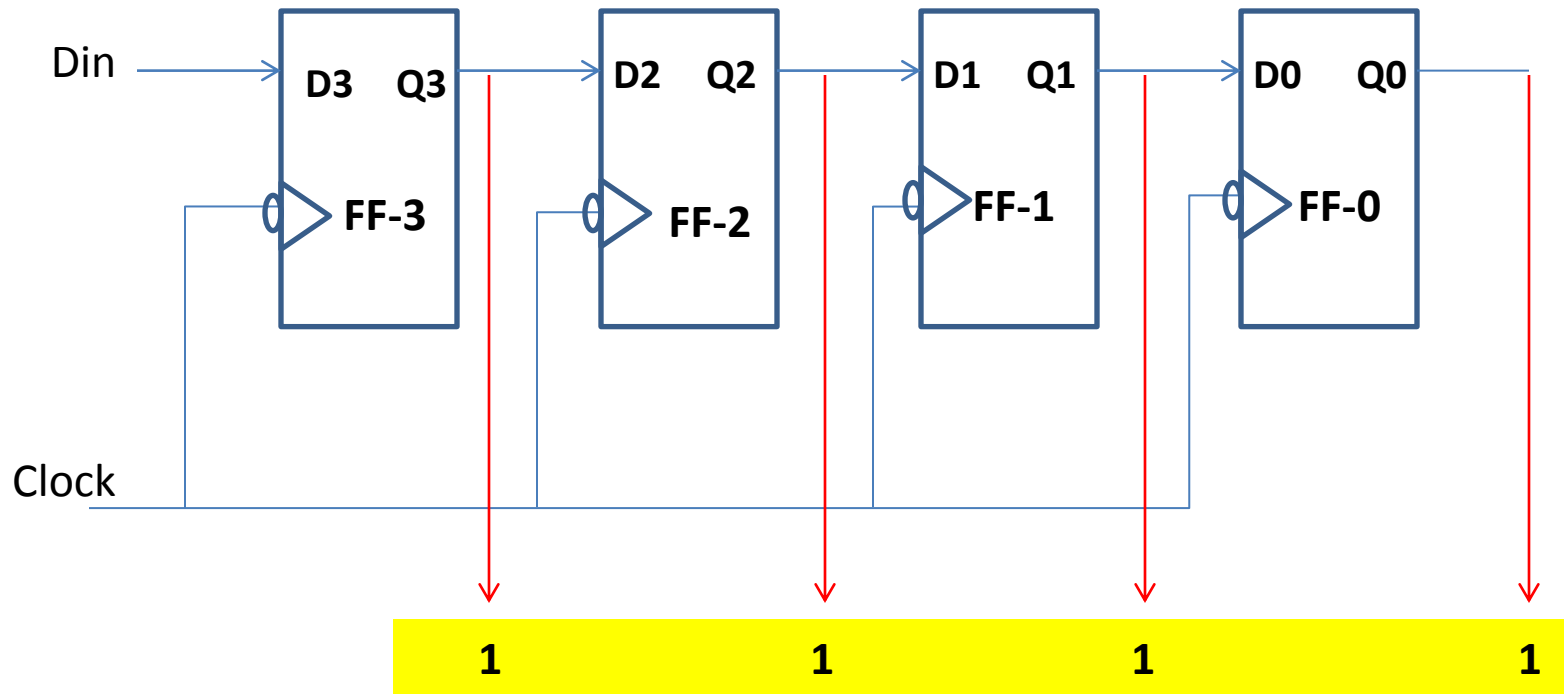 Din
D3 Q3 D2 Q2 D1 Q1 D0 Q0
FF-3 FF-2 FF-1 FF-0
Clock
1 1 1 1